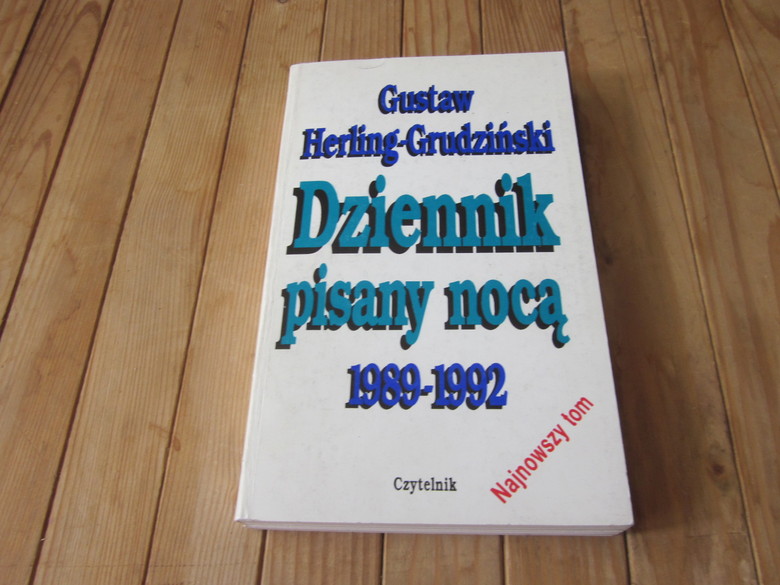 Gustaw
Herling-Grudziński
Dziennik
pisany nocą
1989-1992
Najnowszy tom
Czytelnik